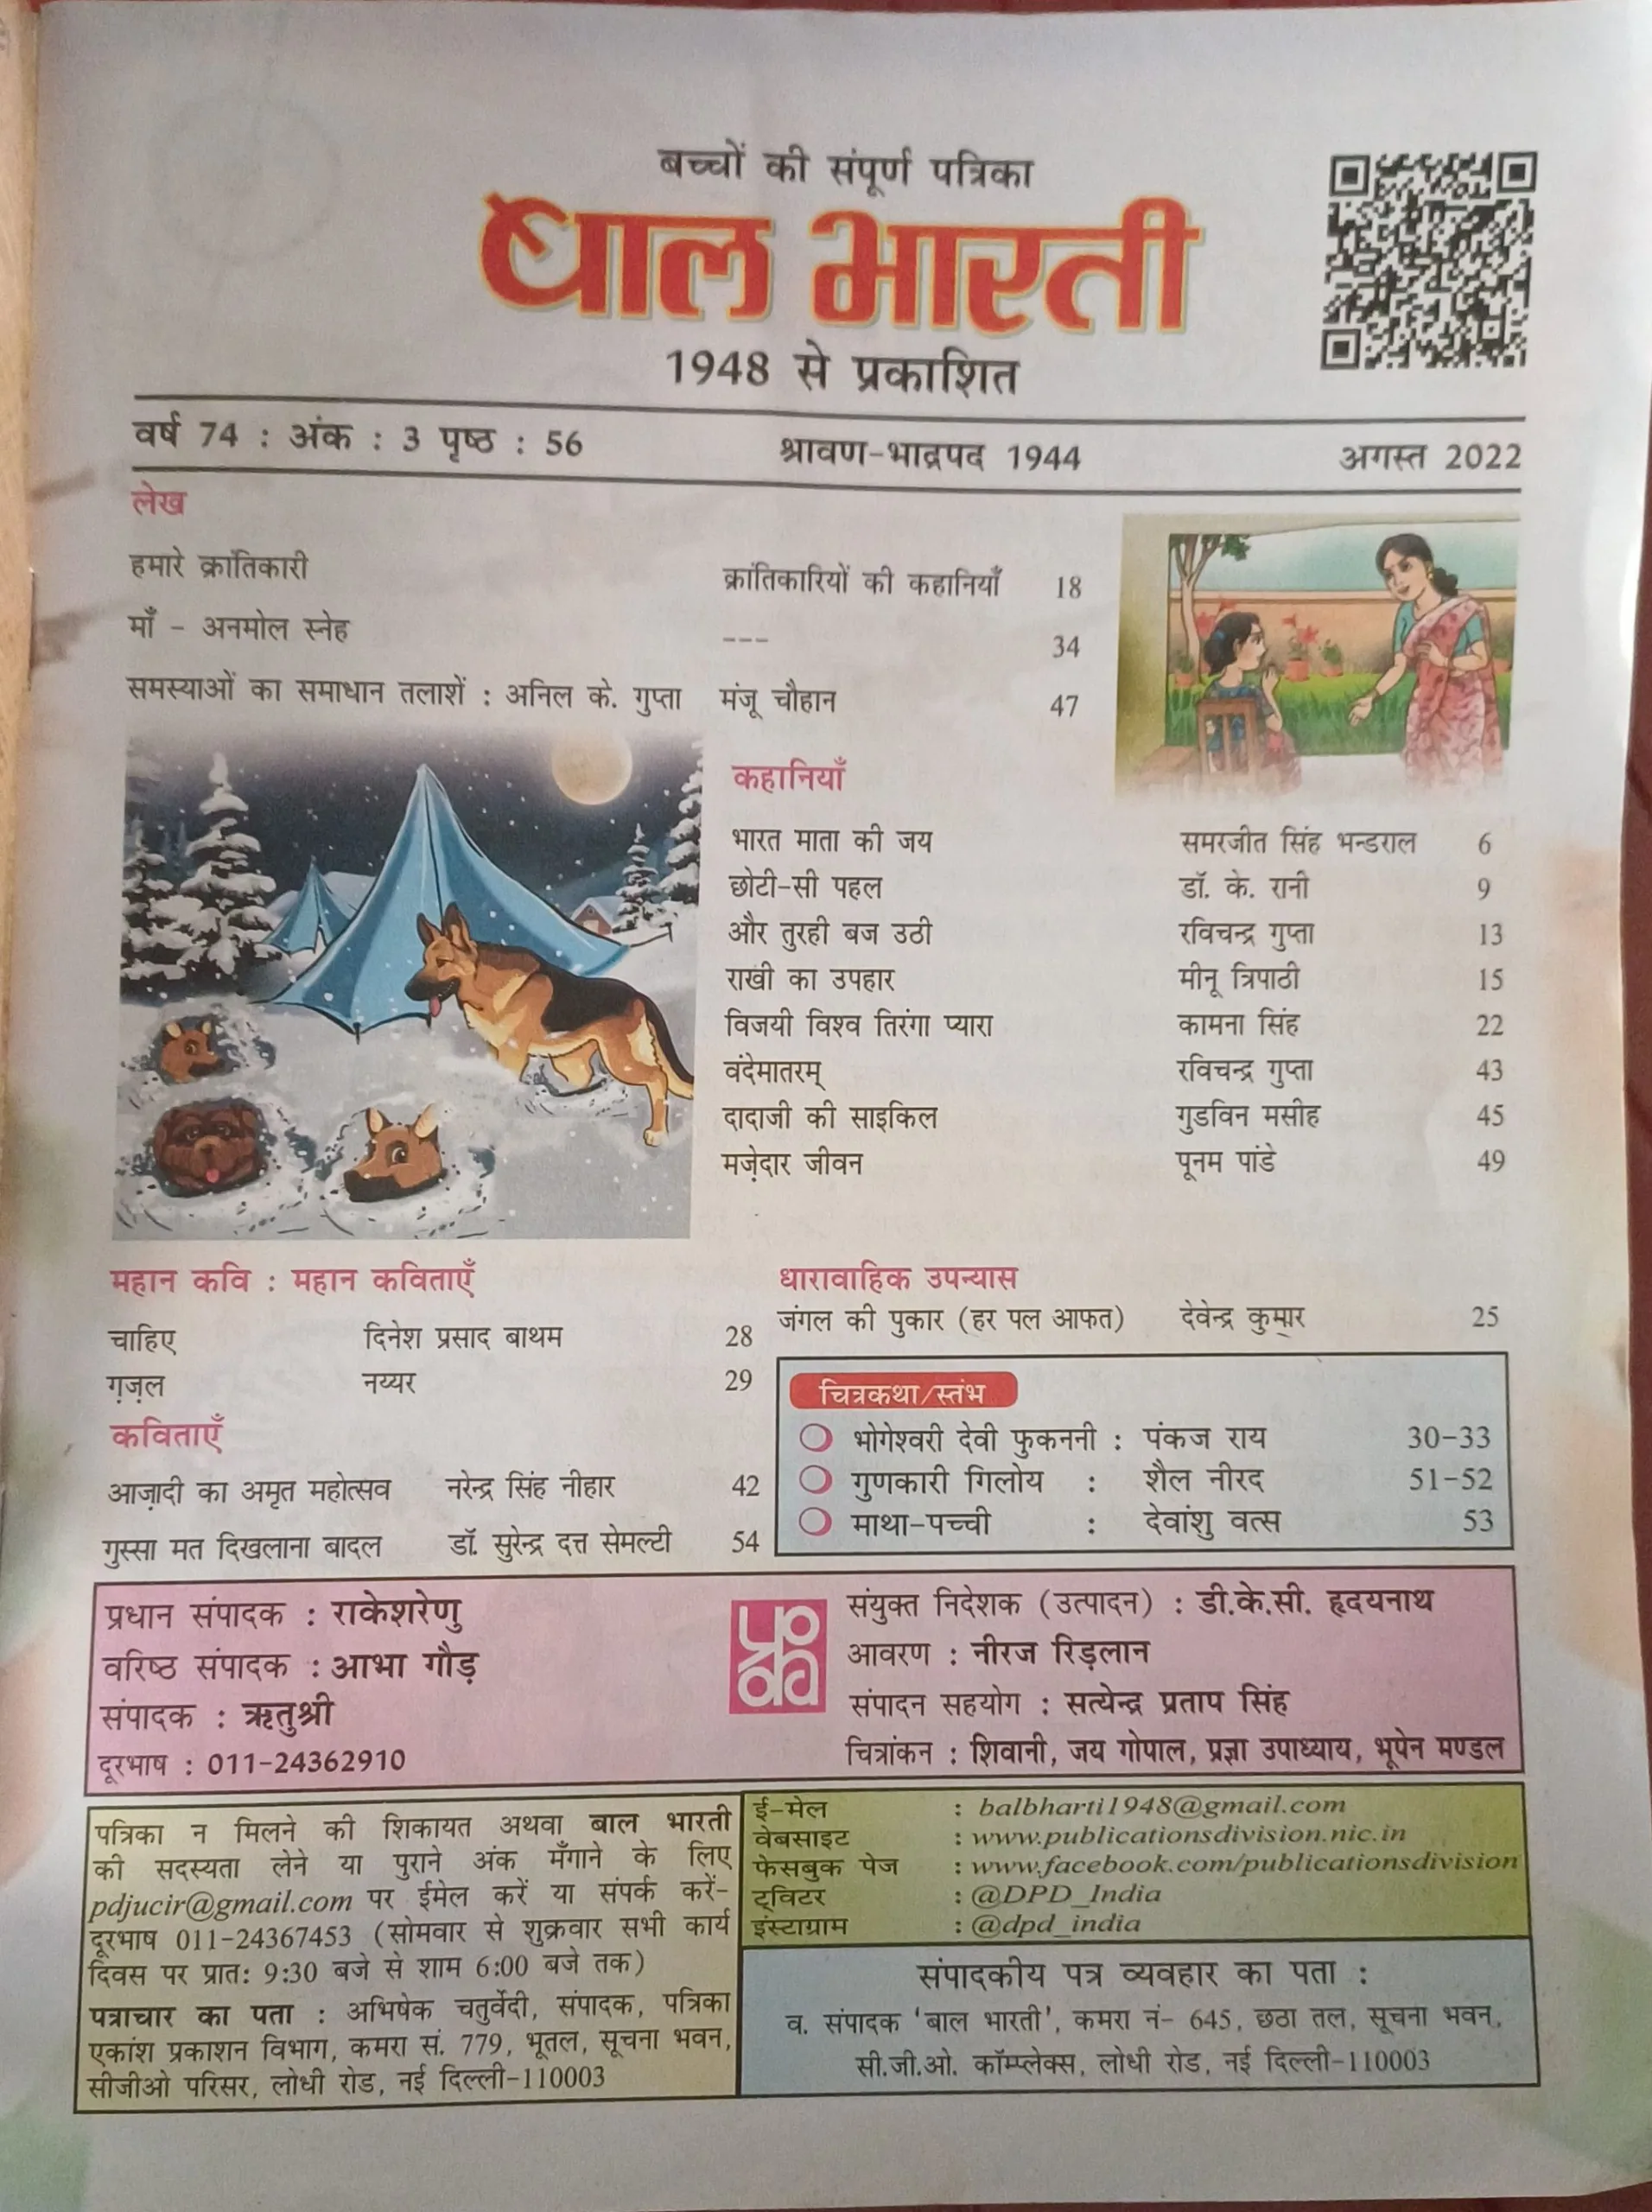 बच्चों की संपूर्ण पत्रिका
बाल भारती
1948 से प्रकाशित
वर्ष 74 : अंक : 3 पृष्ठ : 56 श्रावण-भाद्रपद 1944 अगस्त 2022
लेख
हमारे क्रांतिकारी क्रांतिकारियों की कहानियाँ 18
माँ - अनमोल स्नेह --- 34
समस्याओं का समाधान तलाशें : अनिल के. गुप्ता मंजू चौहान 47
कहानियाँ
भारत माता की जय समरजीत सिंह भन्डराल 6
छोटी-सी पहल डॉ. के. रानी 9
और तुरही बज उठी रविचन्द्र गुप्ता 13
राखी का उपहार मीनू त्रिपाठी 15
विजयी विश्व तिरंगा प्यारा कामना सिंह 22
वंदेमातरम् रविचन्द्र गुप्ता 43
दादाजी की साइकिल गुडविन मसीह 45
मज़ेदार जीवन पूनम पांडे 49
महान कवि : महान कविताएँ
चाहिए दिनेश प्रसाद बाथम 28
ग़ज़ल नय्यर 29
कविताएँ
आज़ादी का अमृत महोत्सव नरेन्द्र सिंह नीहार 42
गुस्सा मत दिखलाना बादल डॉ. सुरेन्द्र दत्त सेमल्टी 54
धारावाहिक उपन्यास
जंगल की पुकार (हर पल आफत) देवेन्द्र कुमार 25
चित्रकथा/स्तंभ
भोगेश्वरी देवी फुकननी : पंकज राय 30-33
गुणकारी गिलोय : शैल नीरद 51-52
माथा-पच्ची : देवांशु वत्स 53
प्रधान संपादक : राकेशरेणु
वरिष्ठ संपादक : आभा गौड़
संपादक : ऋतुश्री
दूरभाष : 011-24362910
संयुक्त निदेशक (उत्पादन) : डी.के.सी. हृदयनाथ
आवरण : नीरज रिड़लान
संपादन सहयोग : सत्येन्द्र प्रताप सिंह
चित्रांकन : शिवानी, जय गोपाल, प्रज्ञा उपाध्याय, भूपेन मण्डल
पत्रिका न मिलने की शिकायत अथवा बाल भारती
की सदस्यता लेने या पुराने अंक मँगाने के लिए
pdjucir@gmail.com पर ईमेल करें या संपर्क करें-
दूरभाष 011-24367453 (सोमवार से शुक्रवार सभी कार्य
दिवस पर प्रात: 9:30 बजे से शाम 6:00 बजे तक)
पत्राचार का पता : अभिषेक चतुर्वेदी, संपादक, पत्रिका
एकांश प्रकाशन विभाग, कमरा सं. 779, भूतल, सूचना भवन,
सीजीओ परिसर, लोधी रोड, नई दिल्ली-110003
ई-मेल : balbharti1948@gmail.com
वेबसाइट : www.publicationsdivision.nic.in
फेसबुक पेज : www.facebook.com/publicationsdivision
ट्विटर : @DPD_India
इंस्टाग्राम : @dpd_india
संपादकीय पत्र व्यवहार का पता :
व. संपादक 'बाल भारती', कमरा नं- 645, छठा तल, सूचना भवन,
सी.जी.ओ. कॉम्प्लेक्स, लोधी रोड, नई दिल्ली-110003